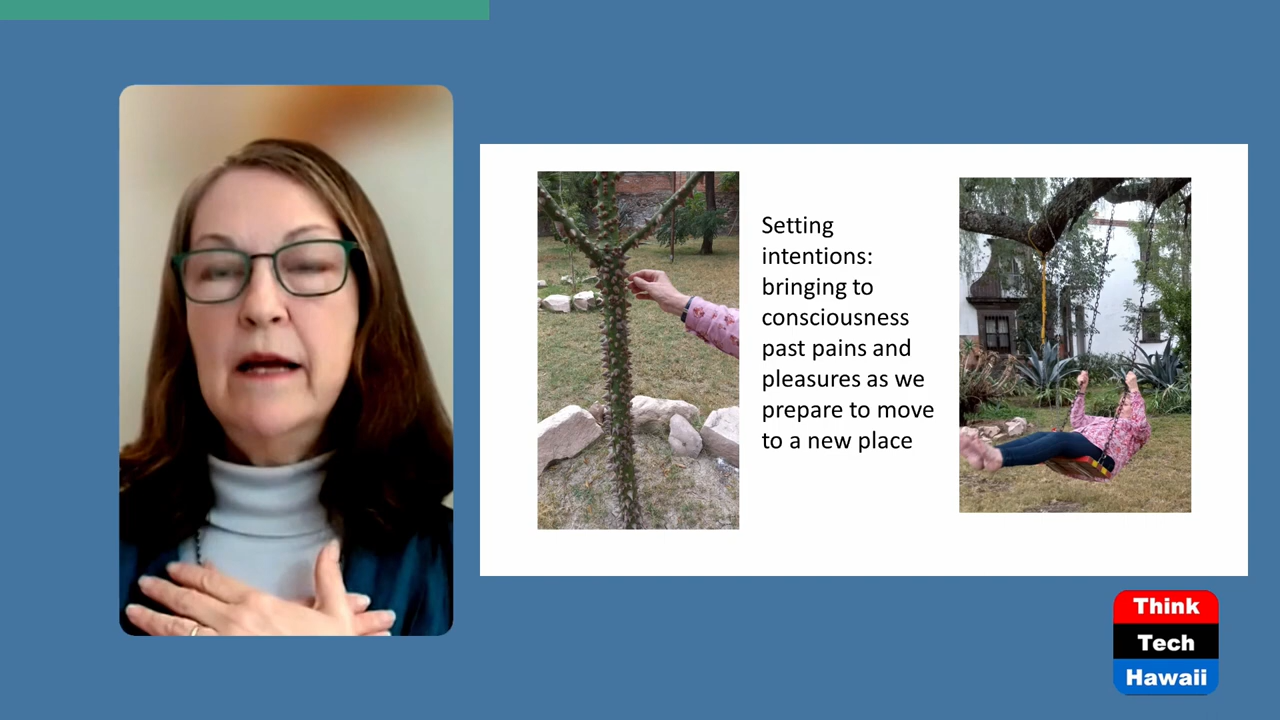 Setting
intentions:
bringing to
consciousness
past pains and
pleasures as we
prepare to move
to a new place
Think
Tech
Hawaii